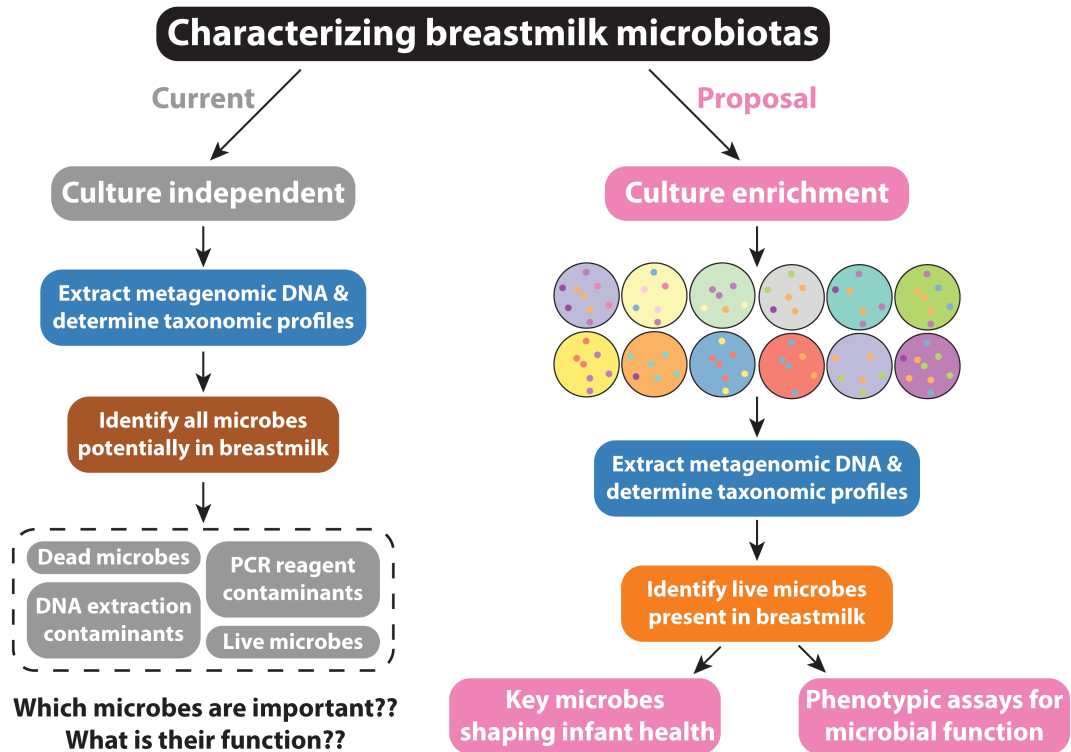 Characterizing breastmilk microbiotas
Current
Proposal
Culture independent
Extract metagenomic DNA &
determine taxonomic profiles
Identify all microbes
potentially in breastmilk
Dead microbes
PCR reagent
contaminants
DNA extraction
contaminants
Live microbes
Which microbes are important??
What is their function??
Culture enrichment
Extract metagenomic DNA &
determine taxonomic profiles
Identify live microbes
present in breastmilk
Key microbes
shaping infant health
Phenotypic assays for
microbial function